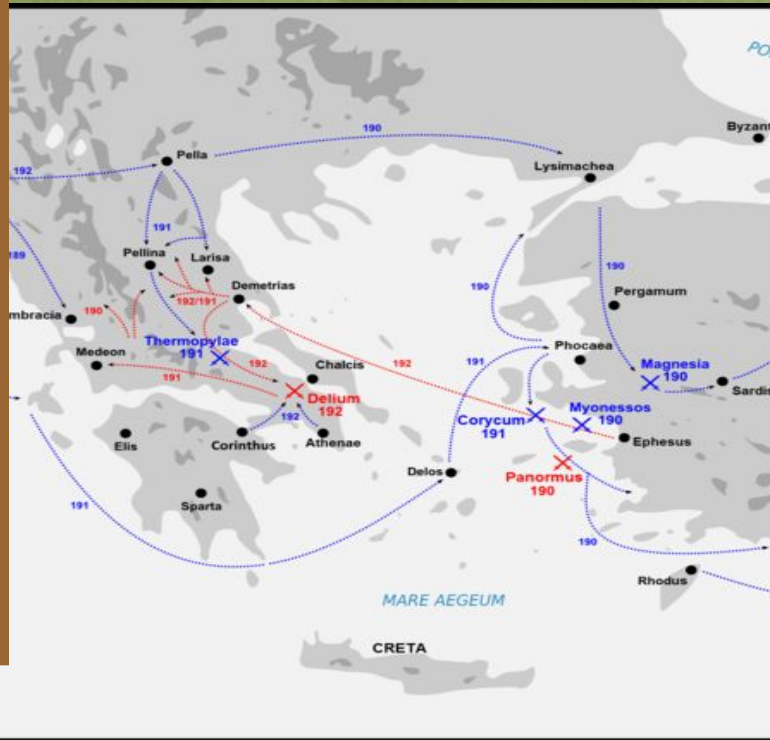 PO
190
Byzant
Pella
Lysimachea
192
191
190
189
Pellina
Larisa
190
Demetrias
Pergamum
192/191
mbracia
190
Thermopylae
191
Phocaea
Medeon
192
Chalcis
192
191
Magnesia
190
191
Sardis
Delium
192
Corycum
191
Myonessos
190
192
Elis
Corinthus
Athenae
Ephesus
Delos
Panormus
190
Sparta
191
190
Rhodus
MARE AEGEUM
CRETA